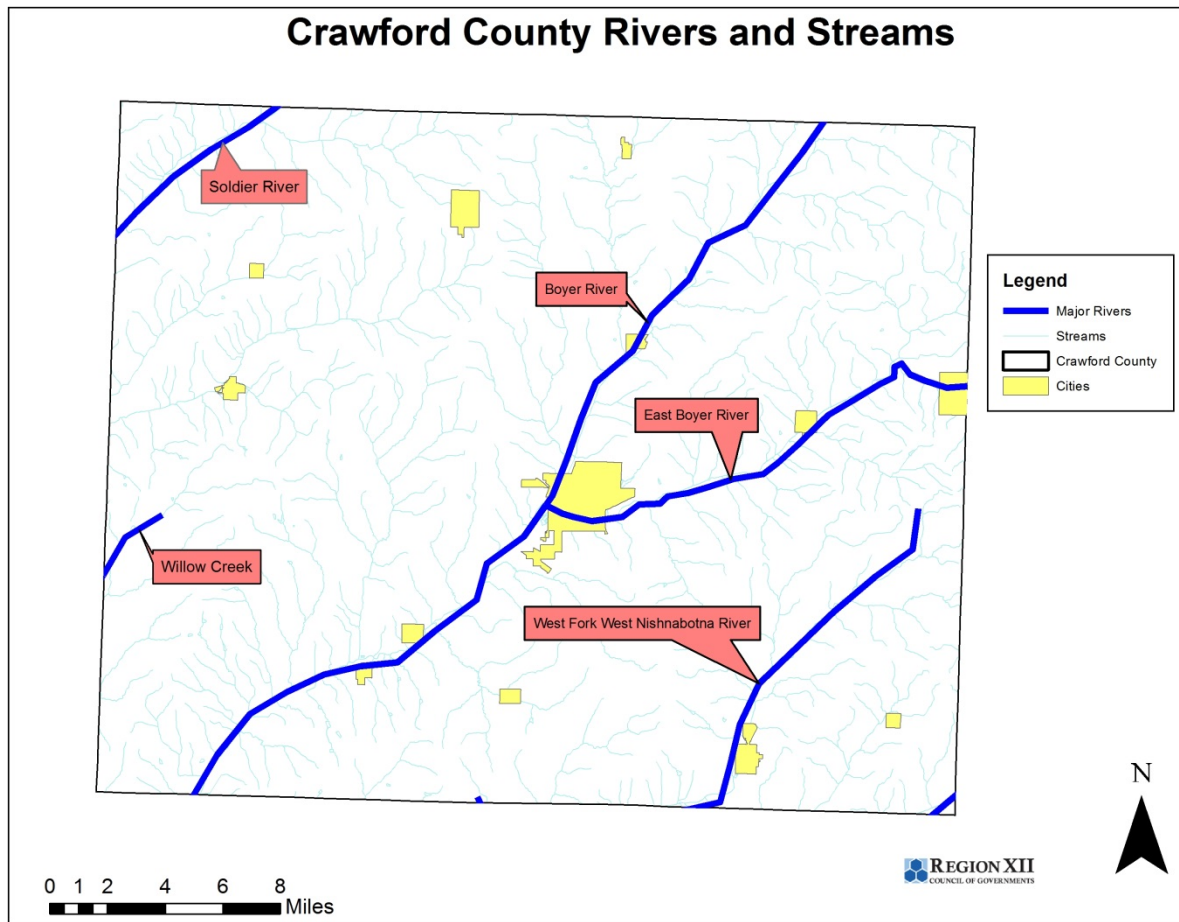 Crawford County Rivers and Streams
Soldier River
Boyer River
Legend
Major Rivers
Streams
Crawford County
Cities
East Boyer River
Willow Creek
West Fork West Nishnabotna River
N
REGION XII
COUNCIL OF GOVERNMENTS
0 1 2 4 6 8
Miles